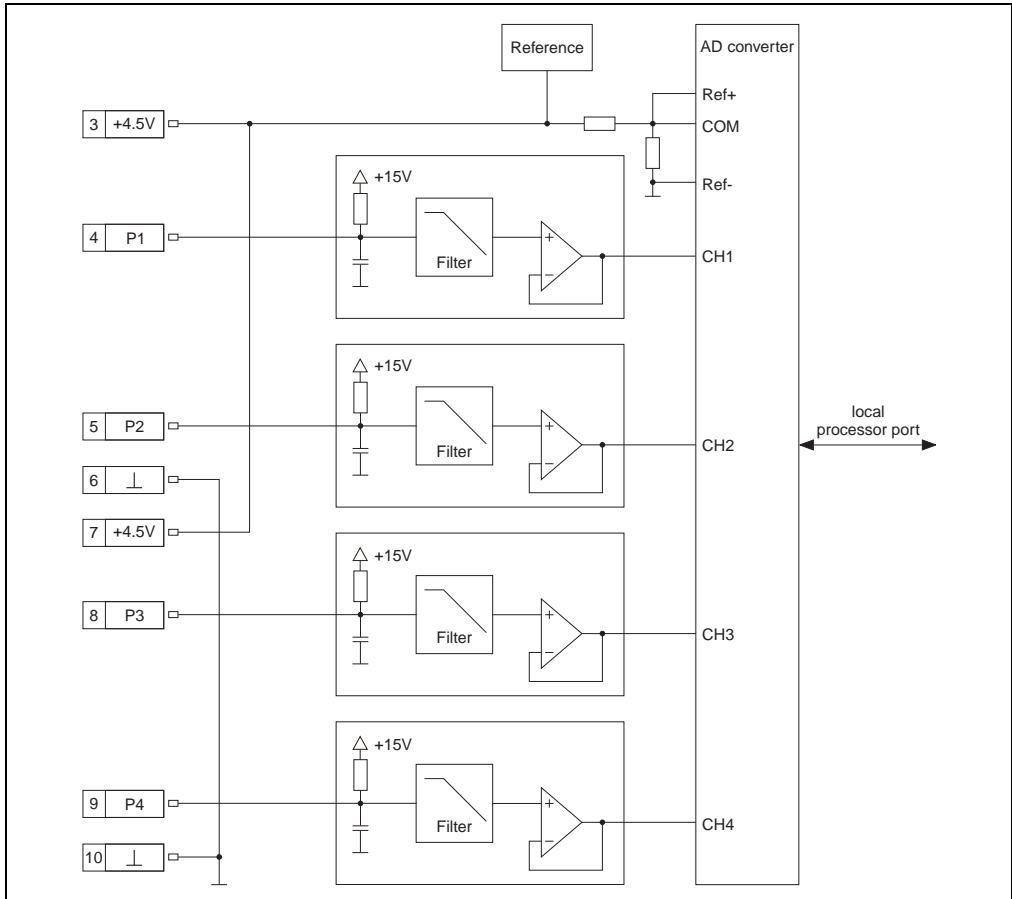 Reference
AD converter
Ref+
3 +4.5V
COM
+15V
Ref-
4 P1
+
CH1
Filter
−
+15V
5 P2
+
CH2
Filter
−
local
processor port
6 ⊥
7 +4.5V
+15V
8 P3
+
CH3
Filter
−
+15V
9 P4
+
CH4
Filter
−
10 ⊥